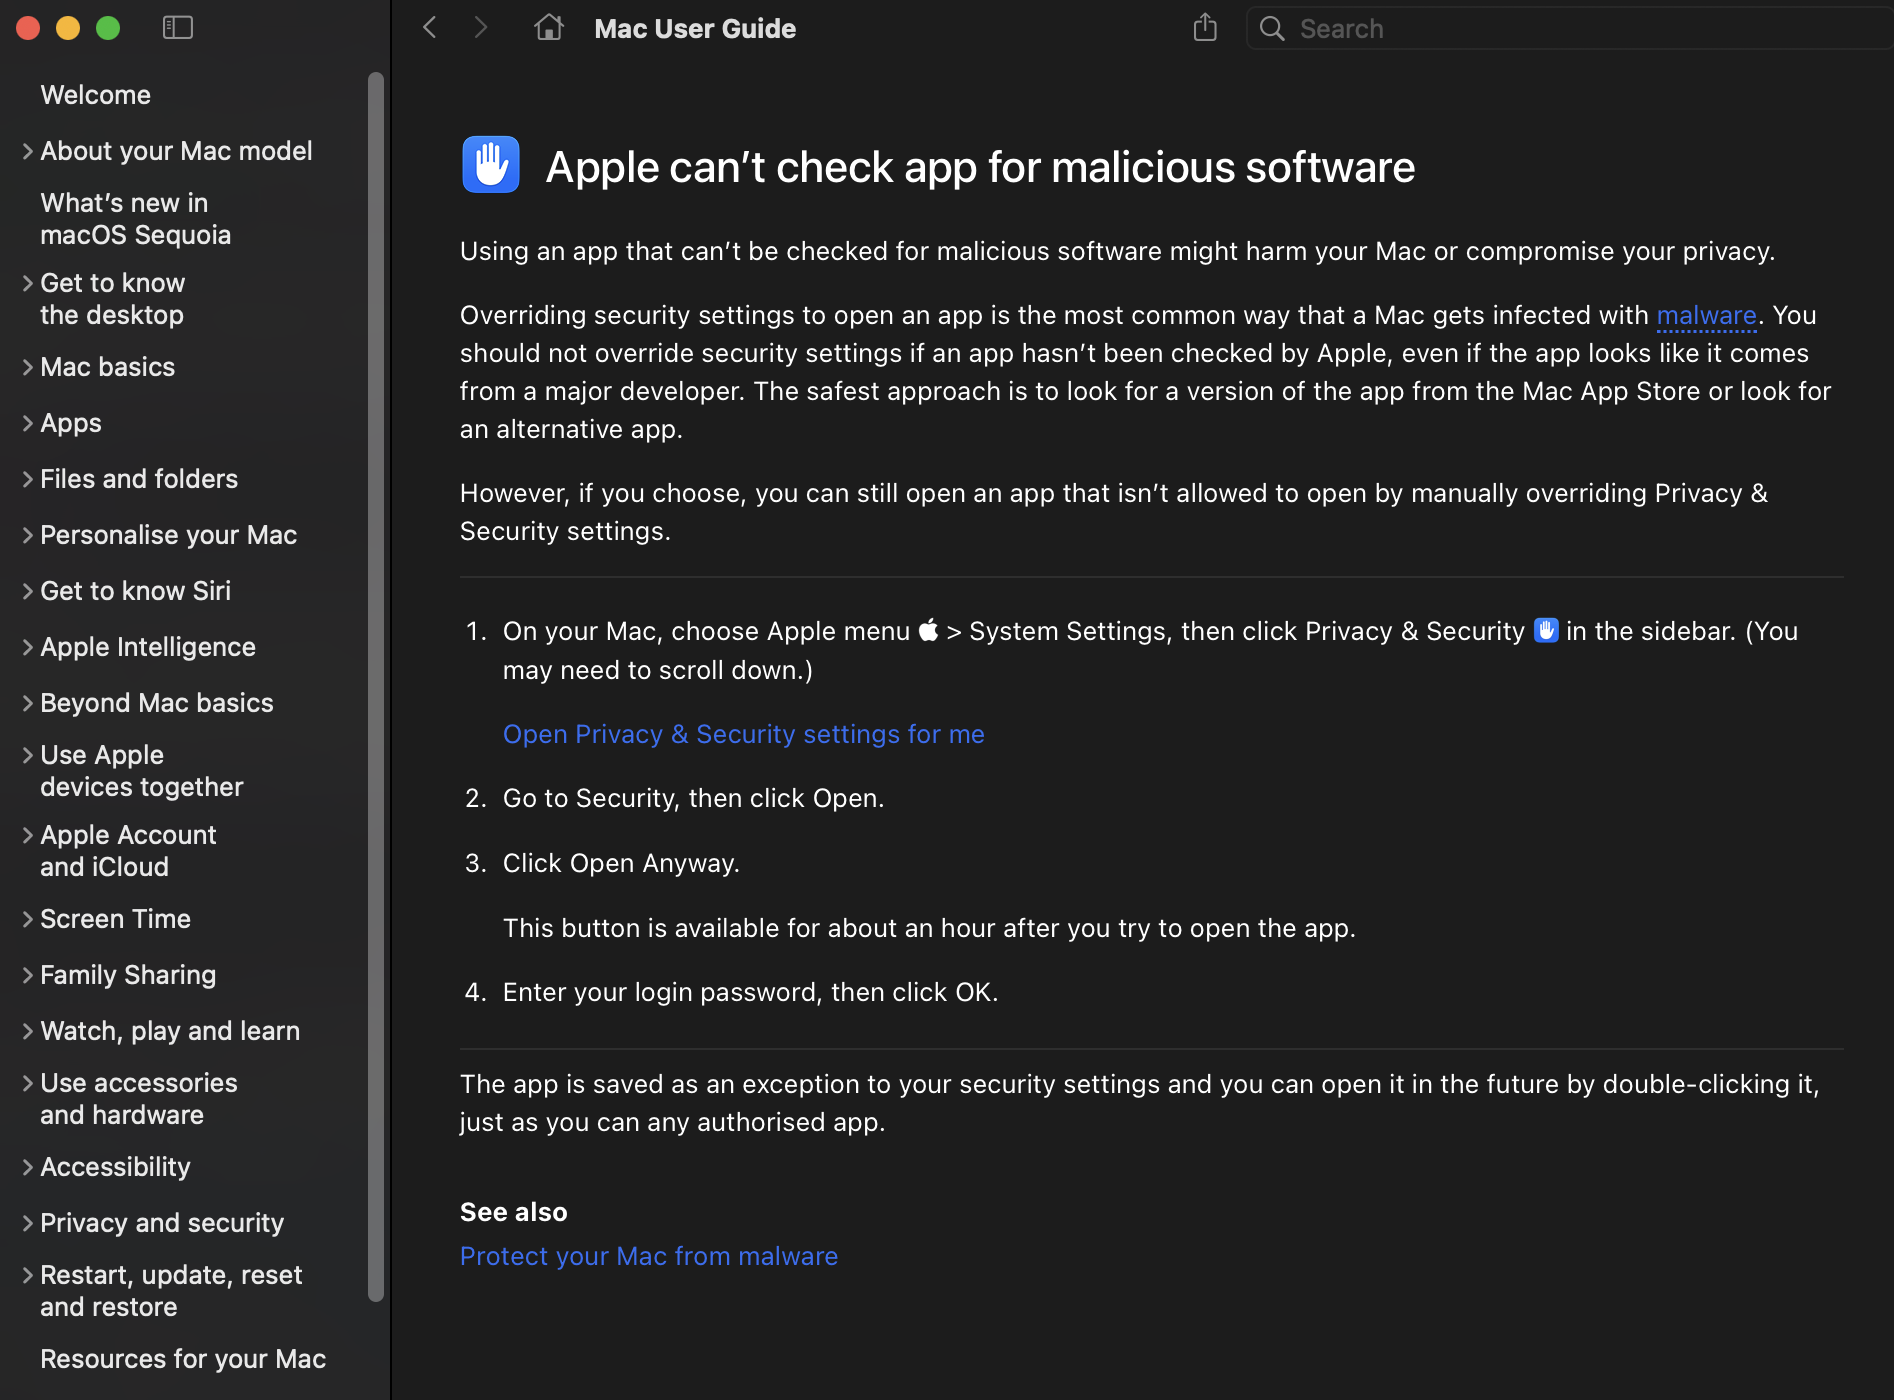 Mac User Guide
Search
Welcome
About your Mac model
What’s new in
macOS Sequoia
Get to know
the desktop
Mac basics
Apps
Files and folders
Personalise your Mac
Get to know Siri
Apple Intelligence
Beyond Mac basics
Use Apple
devices together
Apple Account
and iCloud
Screen Time
Family Sharing
Watch, play and learn
Use accessories
and hardware
Accessibility
Privacy and security
Restart, update, reset
and restore
Resources for your Mac
Apple can’t check app for malicious software
Using an app that can’t be checked for malicious software might harm your Mac or compromise your privacy.
Overriding security settings to open an app is the most common way that a Mac gets infected with malware. You
should not override security settings if an app hasn’t been checked by Apple, even if the app looks like it comes
from a major developer. The safest approach is to look for a version of the app from the Mac App Store or look for
an alternative app.
However, if you choose, you can still open an app that isn’t allowed to open by manually overriding Privacy &
Security settings.
1. On your Mac, choose Apple menu > System Settings, then click Privacy & Security in the sidebar. (You
may need to scroll down.)
Open Privacy & Security settings for me
2. Go to Security, then click Open.
3. Click Open Anyway.
This button is available for about an hour after you try to open the app.
4. Enter your login password, then click OK.
The app is saved as an exception to your security settings and you can open it in the future by double-clicking it,
just as you can any authorised app.
See also
Protect your Mac from malware